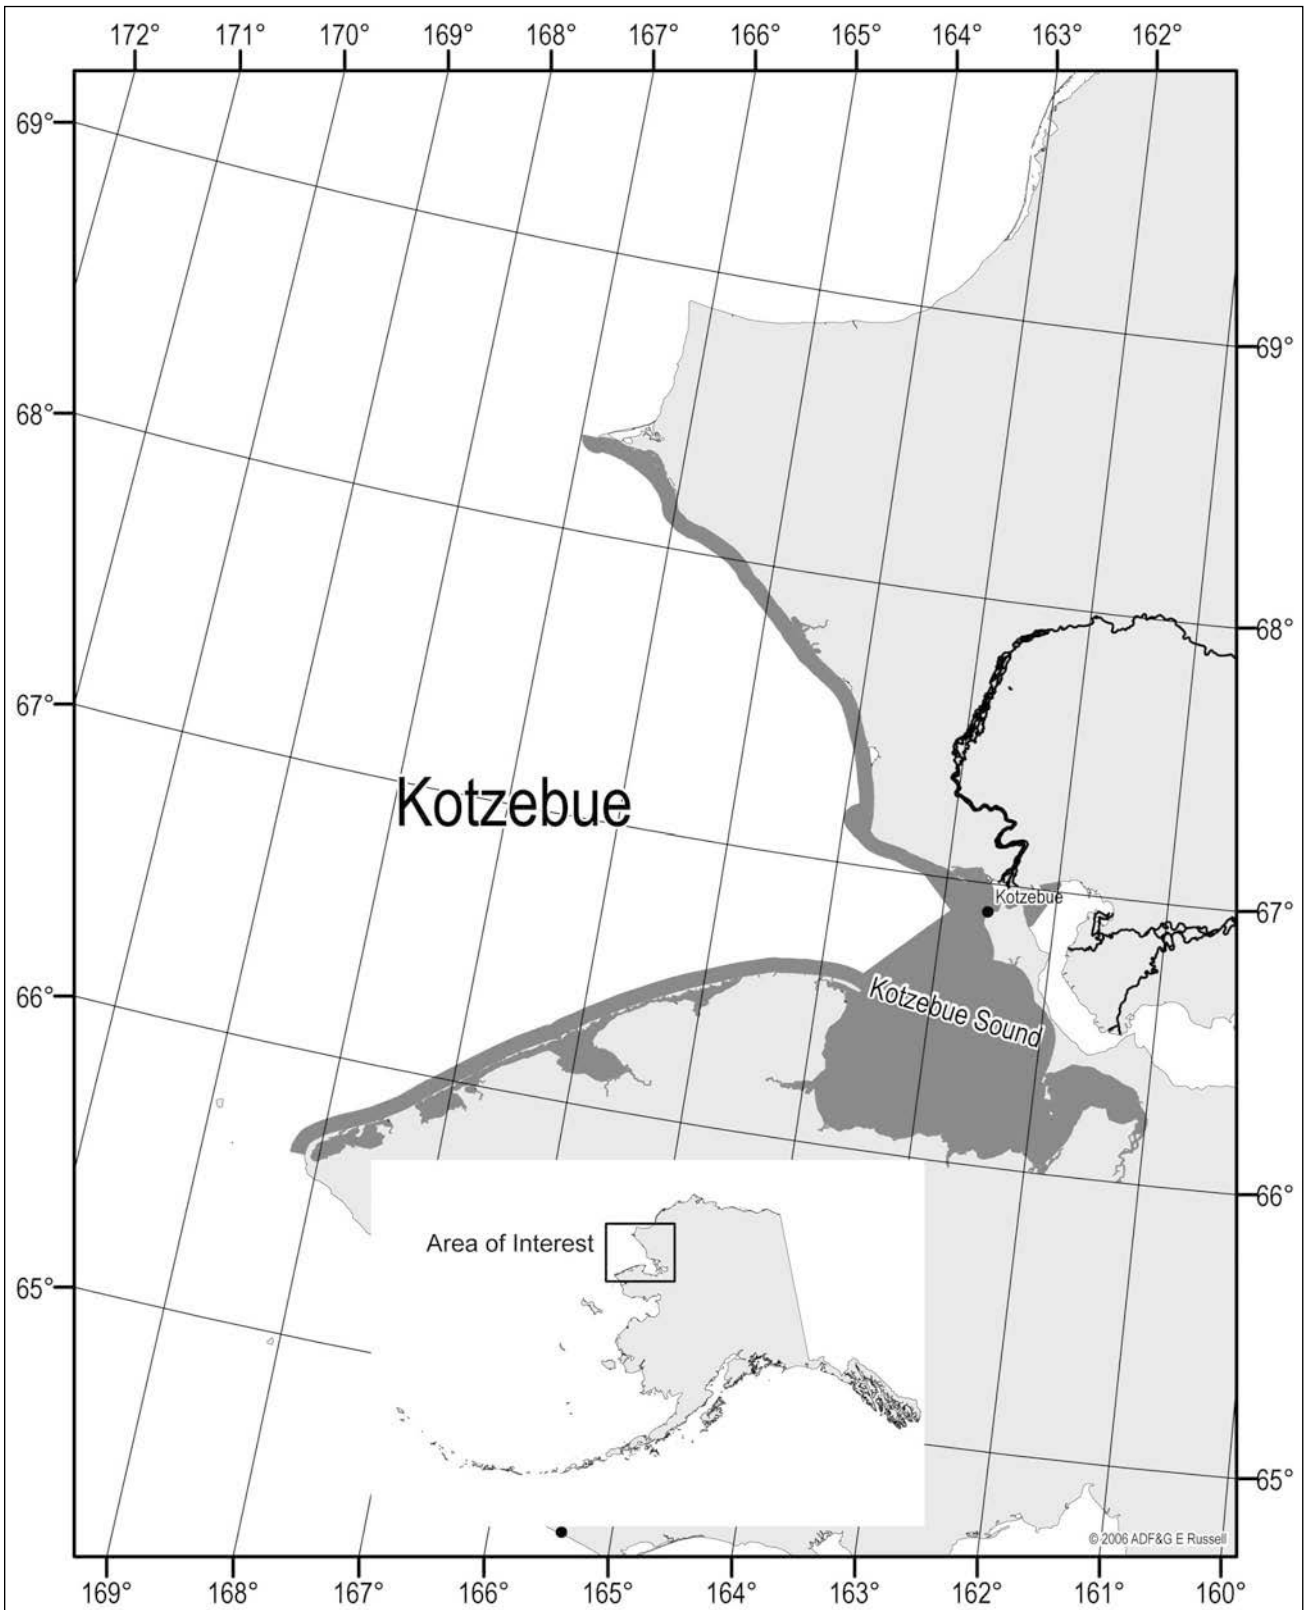 172° 171° 170° 169° 168° 167° 166° 165° 164° 163° 162°
69°
69°
68°
68°
67°
Kotzebue
Kotzebue
67°
66°
Kotzebue Sound
66°
Area of Interest
65°
65°
© 2006 ADF&G E Russell
169° 168° 167° 166° 165° 164° 163° 162° 161° 160°